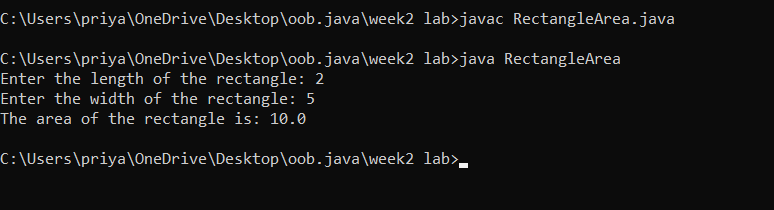 C:\Users\priya\OneDrive\Desktop\oob.java\week2 lab>javac RectangleArea.java
C:\Users\priya\OneDrive\Desktop\oob.java\week2 lab>java RectangleArea
Enter the length of the rectangle: 2
Enter the width of the rectangle: 5
The area of the rectangle is: 10.0
C:\Users\priya\OneDrive\Desktop\oob.java\week2 lab>